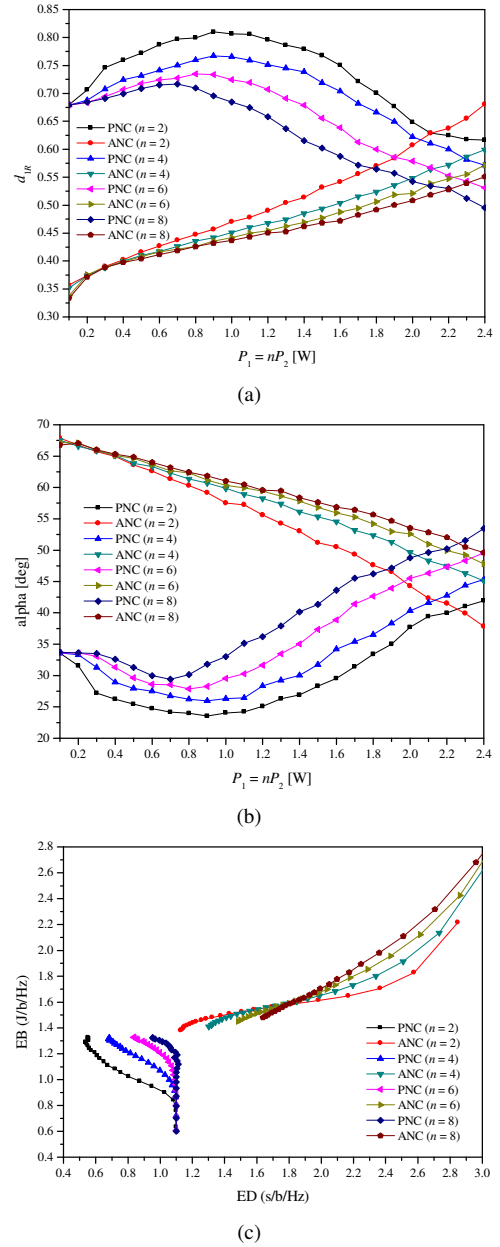 0.85
0.80
0.75
0.70
0.65
0.60
0.55
0.50
0.45
0.40
0.35
0.30
d_IR
PNC (n = 2)
ANC (n = 2)
PNC (n = 4)
ANC (n = 4)
PNC (n = 6)
ANC (n = 6)
PNC (n = 8)
ANC (n = 8)
0.2 0.4 0.6 0.8 1.0 1.2 1.4 1.6 1.8 2.0 2.2 2.4
P_1 = nP_2 [W]
(a)
70
65
60
55
50
45
40
35
30
25
20
alpha [deg]
PNC (n = 2)
ANC (n = 2)
PNC (n = 4)
ANC (n = 4)
PNC (n = 6)
ANC (n = 6)
PNC (n = 8)
ANC (n = 8)
0.2 0.4 0.6 0.8 1.0 1.2 1.4 1.6 1.8 2.0 2.2 2.4
P_1 = nP_2 [W]
(b)
2.8
2.6
2.4
2.2
2.0
1.8
1.6
1.4
1.2
1.0
0.8
0.6
0.4
EB (J/b/Hz)
PNC (n = 2)
ANC (n = 2)
PNC (n = 4)
ANC (n = 4)
PNC (n = 6)
ANC (n = 6)
PNC (n = 8)
ANC (n = 8)
0.4 0.6 0.8 1.0 1.2 1.4 1.6 1.8 2.0 2.2 2.4 2.6 2.8 3.0
ED (s/b/Hz)
(c)